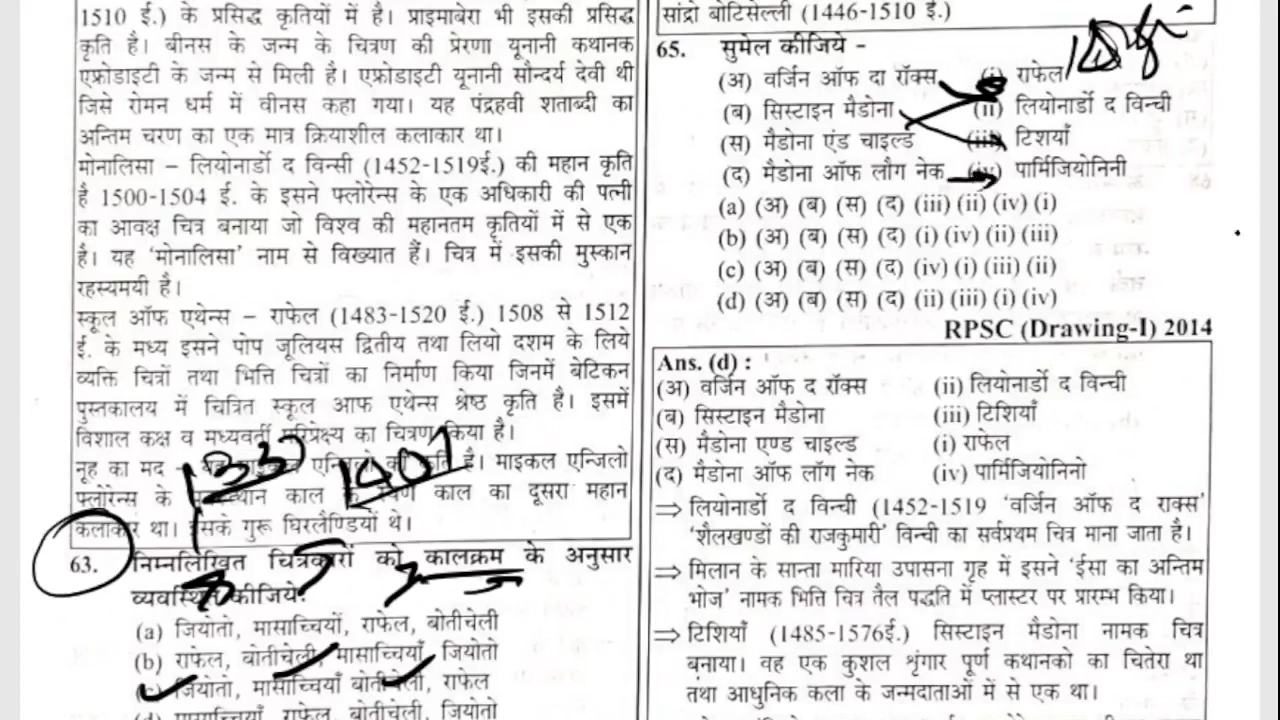 1510 ई.) के प्रसिद्ध कृतियों में है। प्राइमाबेरा भी इसकी प्रसिद्ध
कृति है। बीनस के जन्म के चित्रण की प्रेरणा यूनानी कथानक
एफ्रोडाइटी के जन्म से मिली है। एफ्रोडाइटी यूनानी सौन्दर्य देवी थी
जिसे रोमन धर्म में वीनस कहा गया। यह पंद्रहवी शताब्दी का
अन्तिम चरण का एक मात्र क्रियाशील कलाकार था।
मोनालिसा – लियोनार्डो द विन्सी (1452-1519ई.) की महान कृति
है 1500-1504 ई. के इसने फ्लोरेन्स के एक अधिकारी की पत्नी
का आवक्ष चित्र बनाया जो विश्व की महानतम कृतियों में से एक
है। यह 'मोनालिसा' नाम से विख्यात हैं। चित्र में इसकी मुस्कान
रहस्यमयी है।
स्कूल ऑफ एथेन्स – राफेल (1483-1520 ई.) 1508 से 1512
ई. के मध्य इसने पोप जूलियस द्वितीय तथा लियो दशम के लिये
व्यक्ति चित्रों तथा भित्ति चित्रों का निर्माण किया जिनमें बेटिकन
पुस्तकालय में चित्रित स्कूल आफ एथेन्स श्रेष्ठ कृति है। इसमें
विशाल कक्ष व मध्यवर्ती परिप्रेक्ष्य का चित्रण किया है।
नूह का मद एन्जिलो की कृति है। माइकल एन्जिलो
फ्लोरेन्स के काल का दूसरा महान
कलाकार था। इसके गुरू घिरलैण्डियों थे।
1401
63. निम्नलिखित चित्रकारों को कालक्रम के अनुसार
व्यवस्थित कीजिये:
(a) जियोतो, मासाच्चियों, राफेल, बोतीचेली
(b) राफेल, बोतीचेली, मासाच्चियाँ, जियोतो
(c) जियोतो, मासाच्चियाँ बोतीचेली, राफेल
(d) मासाच्चियाँ, राफेल, बोतीचेली, जियोतो
सांद्रो बोटिसेल्ली (1446-1510 ई.)
65. सुमेल कीजिये -
(अ) वर्जिन ऑफ दा रॉक्स (i) राफेल
(ब) सिस्टाइन मैडोना (ii) लियोनार्डो द विन्ची
(स) मैडोना एंड चाइल्ड (iii) टिशयाँ
(द) मैडोना ऑफ लौग नेक (iv) पार्मिजियोनिनी
(a) (अ) (ब) (स) (द) (iii) (ii) (iv) (i)
(b) (अ) (ब) (स) (द) (i) (iv) (ii) (iii)
(c) (अ) (ब) (स) (द) (iv) (i) (iii) (ii)
(d) (अ) (ब) (स) (द) (ii) (iii) (i) (iv)
RPSC (Drawing-I) 2014
Ans. (d) :
(अ) वर्जिन ऑफ द रॉक्स (ii) लियोनार्डो द विन्ची
(ब) सिस्टाइन मैडोना (iii) टिशियाँ
(स) मैडोना एण्ड चाइल्ड (i) राफेल
(द) मैडोना ऑफ लॉग नेक (iv) पार्मिजियोनिनो
⇒ लियोनार्डो द विन्ची (1452-1519 'वर्जिन ऑफ द राक्स'
'शैलखण्डों की राजकुमारी' विन्ची का सर्वप्रथम चित्र माना जाता है।
⇒ मिलान के सान्ता मारिया उपासना गृह में इसने 'ईसा का अन्तिम
भोज' नामक भित्ति चित्र तैल पद्धति में प्लास्टर पर प्रारम्भ किया।
⇒ टिशियाँ (1485-1576ई.) सिस्टाइन मैडोना नामक चित्र
बनाया। वह एक कुशल शृंगार पूर्ण कथानको का चितेरा था
तथा आधुनिक कला के जन्मदाताओं में से एक था।